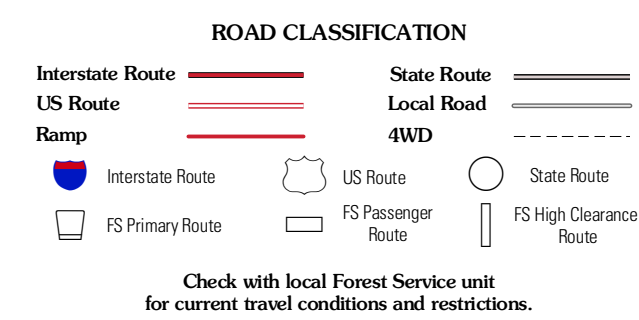 ROAD CLASSIFICATION
Interstate Route
State Route
US Route
Local Road
Ramp
4WD
Interstate Route
US Route
State Route
FS Primary Route
FS Passenger
Route
FS High Clearance
Route
Check with local Forest Service unit
for current travel conditions and restrictions.